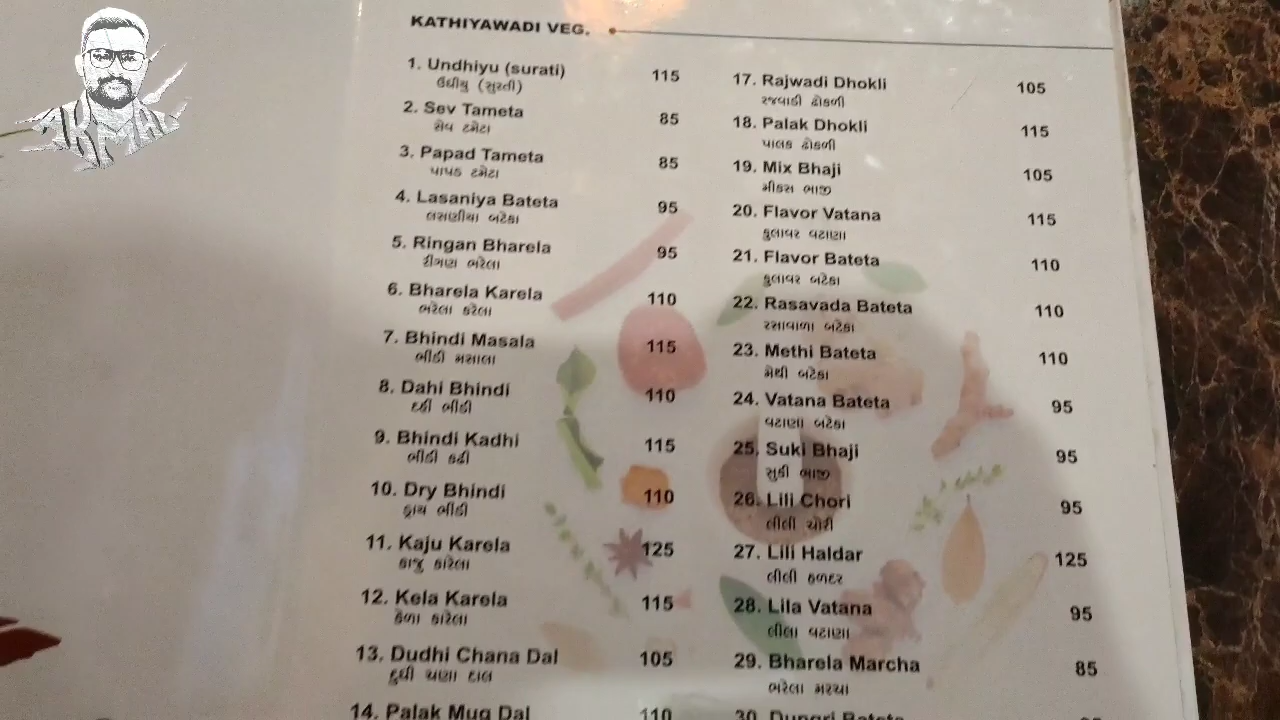 KATHIYAWADI VEG.
1. Undhiyu (surati) 115
ઉંધીયુ (સુરતી)
2. Sev Tameta 85
સેવ ટમેટા
3. Papad Tameta 85
પાપડ ટમેટા
4. Lasaniya Bateta 95
લસણીયા બટેકા
5. Ringan Bharela 95
રીંગણ ભરેલા
6. Bharela Karela 110
ભરેલા કરેલા
7. Bhindi Masala 115
ભીંડી મસાલા
8. Dahi Bhindi 110
દહીં ભીંડી
9. Bhindi Kadhi 115
ભીંડી કઢી
10. Dry Bhindi 110
ડ્રાય ભીંડી
11. Kaju Karela 125
કાજુ કારેલા
12. Kela Karela 115
કેળા કારેલા
13. Dudhi Chana Dal 105
દુધી ચણા દાલ
14. Palak Mug Dal 110
17. Rajwadi Dhokli 105
રજવાડી ઢોકળી
18. Palak Dhokli 115
પાલક ઢોકળી
19. Mix Bhaji 105
મીકસ ભાજી
20. Flavor Vatana 115
ફુલાવર વટાણા
21. Flavor Bateta 110
ફુલાવર બટેકા
22. Rasavada Bateta 110
રસાવાળા બટેકા
23. Methi Bateta 110
મેથી બટેકા
24. Vatana Bateta 95
વટાણા બટેકા
25. Suki Bhaji 95
સુકી ભાજી
26. Lili Chori 95
લીલી ચોરી
27. Lili Haldar 125
લીલી હળદર
28. Lila Vatana 95
લીલા વટાણા
29. Bharela Marcha 85
ભરેલા મરચા
30. Dungri Bateta